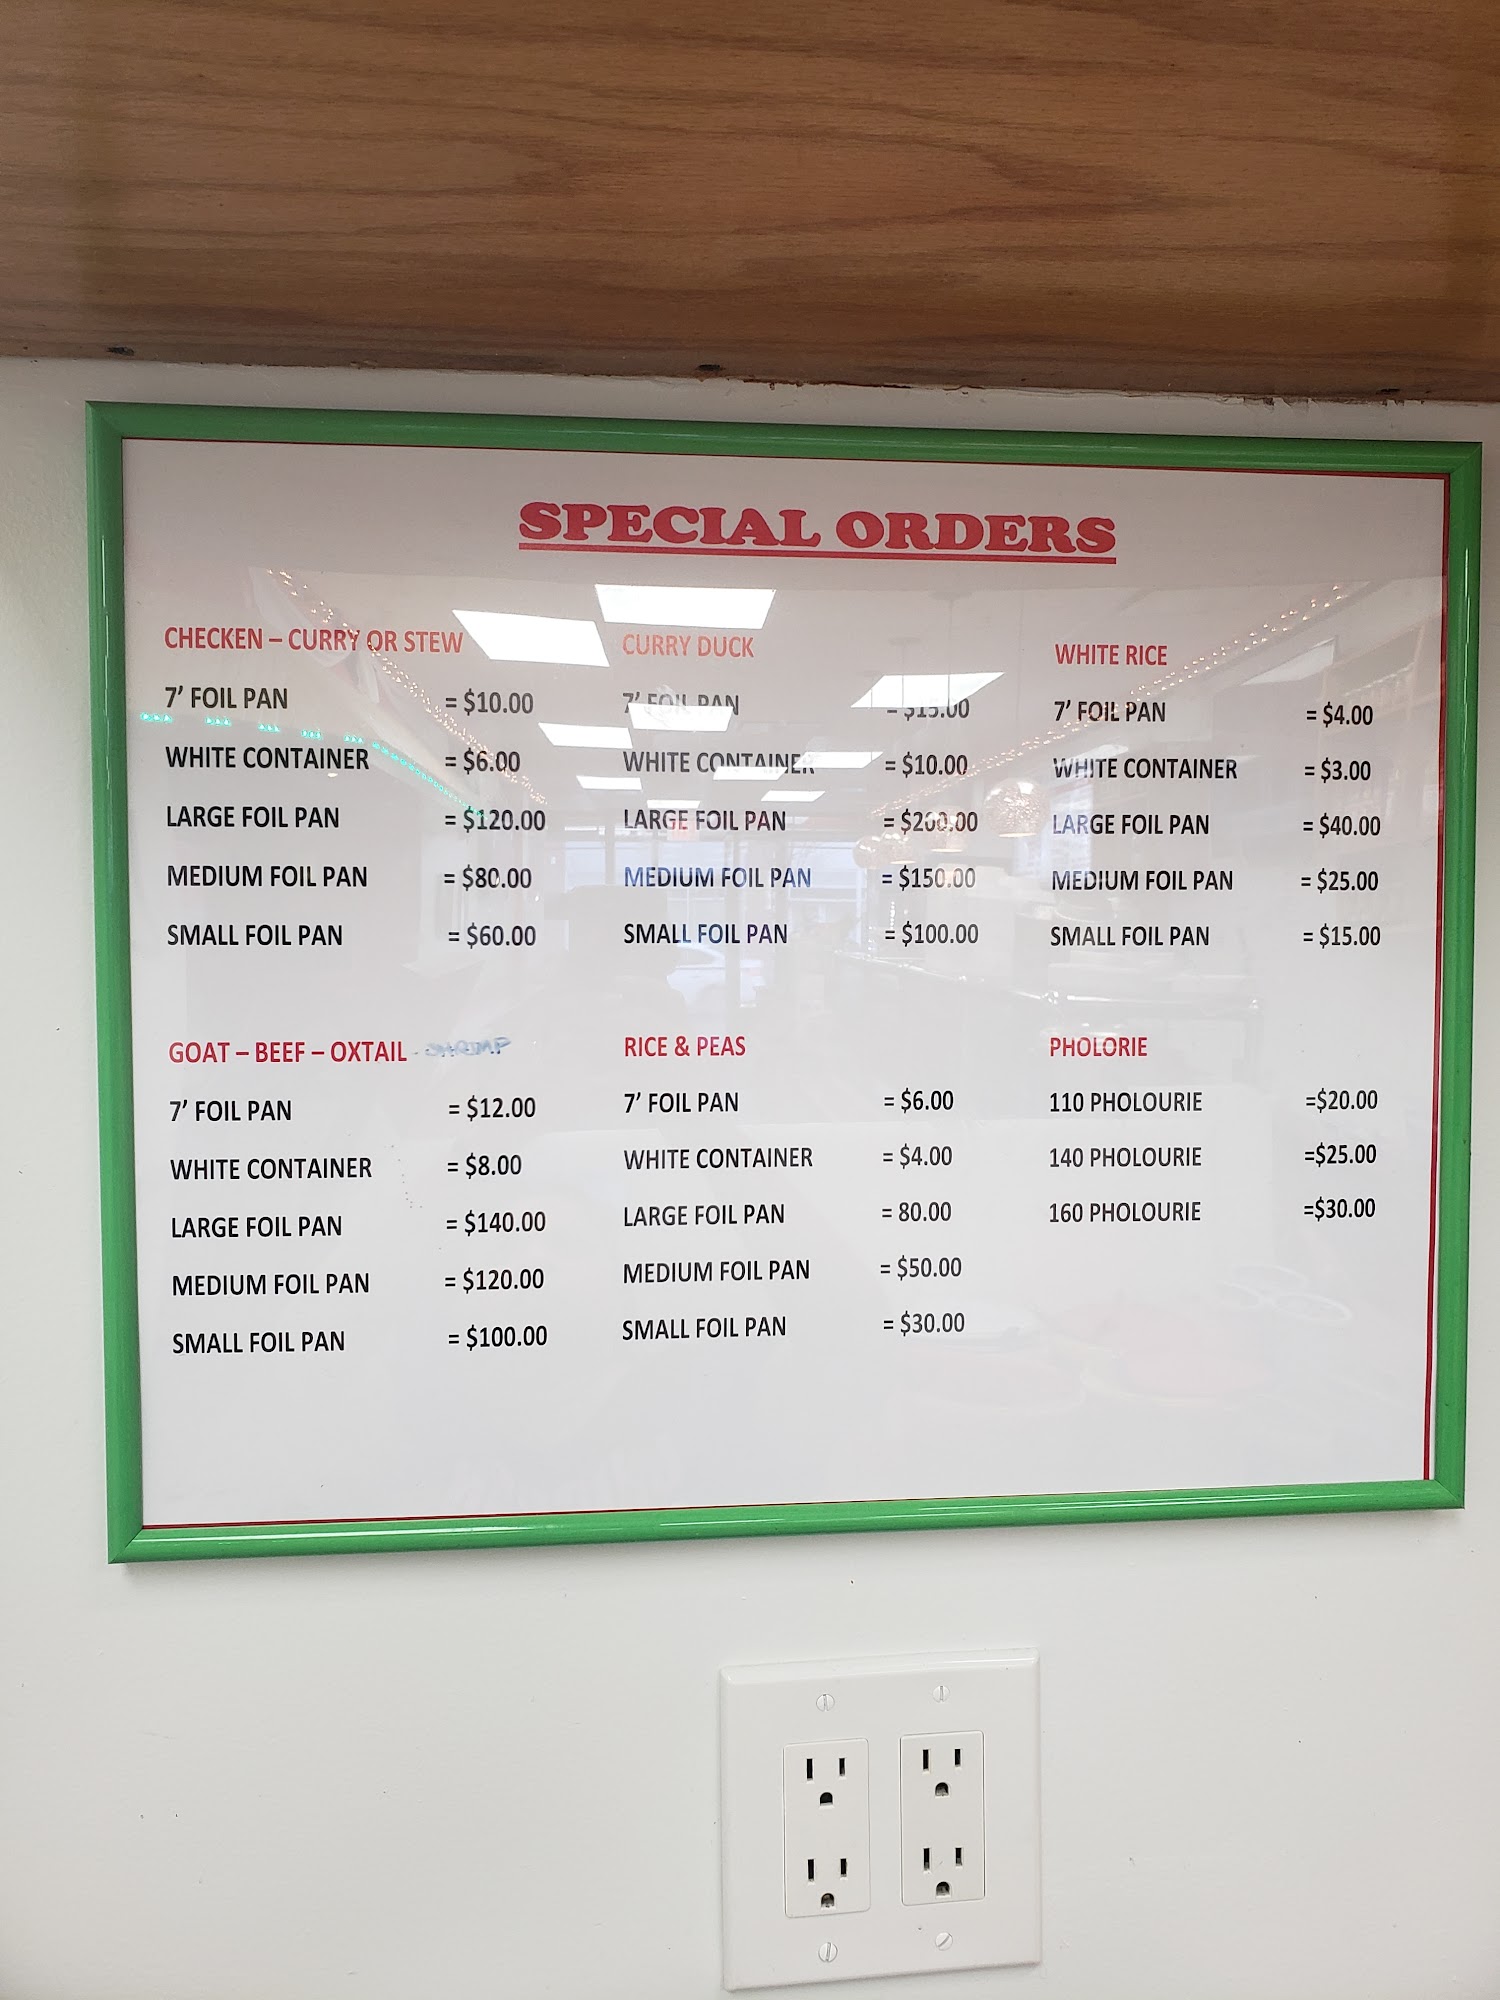 SPECIAL ORDERS
CHECKEN – CURRY OR STEW
7' FOIL PAN = $10.00
WHITE CONTAINER = $6.00
LARGE FOIL PAN = $120.00
MEDIUM FOIL PAN = $80.00
SMALL FOIL PAN = $60.00
CURRY DUCK
7' FOIL PAN = $15.00
WHITE CONTAINER = $10.00
LARGE FOIL PAN = $200.00
MEDIUM FOIL PAN = $150.00
SMALL FOIL PAN = $100.00
WHITE RICE
7' FOIL PAN = $4.00
WHITE CONTAINER = $3.00
LARGE FOIL PAN = $40.00
MEDIUM FOIL PAN = $25.00
SMALL FOIL PAN = $15.00
GOAT – BEEF – OXTAIL
7' FOIL PAN = $12.00
WHITE CONTAINER = $8.00
LARGE FOIL PAN = $140.00
MEDIUM FOIL PAN = $120.00
SMALL FOIL PAN = $100.00
RICE & PEAS
7' FOIL PAN = $6.00
WHITE CONTAINER = $4.00
LARGE FOIL PAN = 80.00
MEDIUM FOIL PAN = $50.00
SMALL FOIL PAN = $30.00
PHOLORIE
110 PHOLOURIE =$20.00
140 PHOLOURIE =$25.00
160 PHOLOURIE =$30.00